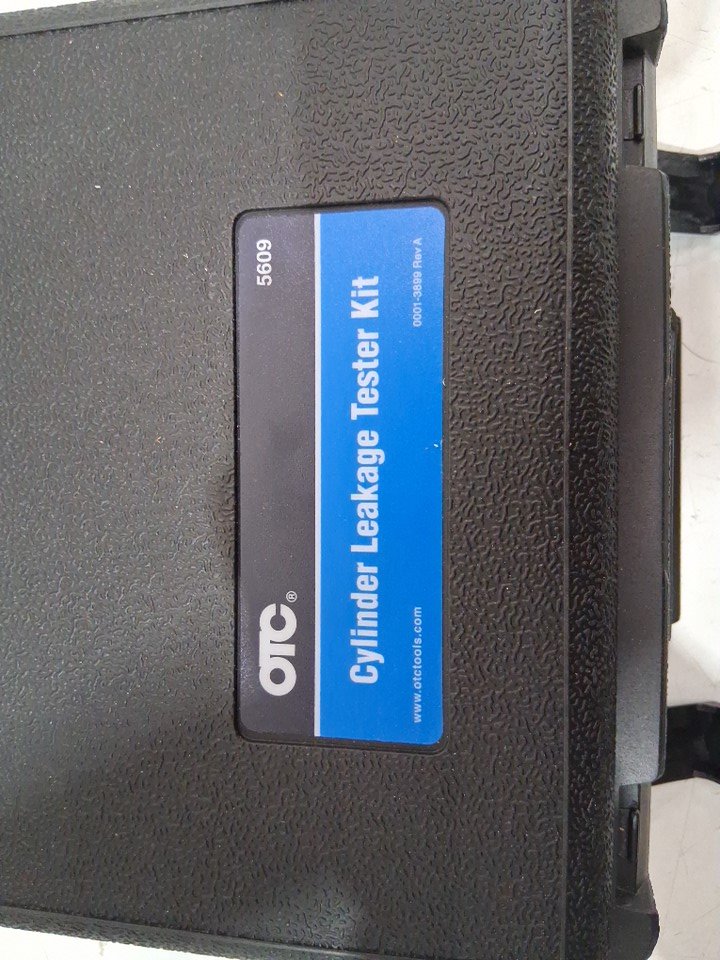 OTC®
5609
Cylinder Leakage Tester Kit
www.otctools.com
0001-3899 Rev A